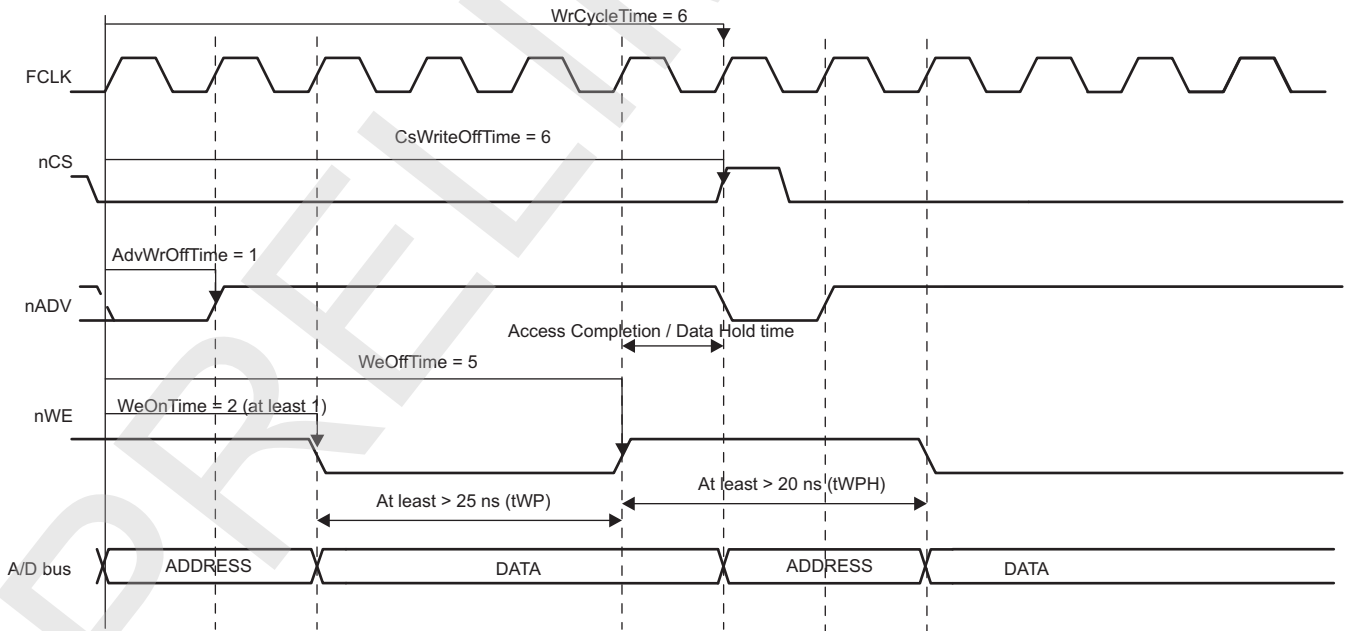 WrCycleTime = 6
FCLK
CsWriteOffTime = 6
nCS
AdvWrOffTime = 1
nADV
Access Completion / Data Hold time
WeOffTime = 5
WeOnTime = 2 (at least 1)
nWE
At least > 25 ns (tWP)
At least > 20 ns (tWPH)
A/D bus
ADDRESS
DATA
ADDRESS
DATA